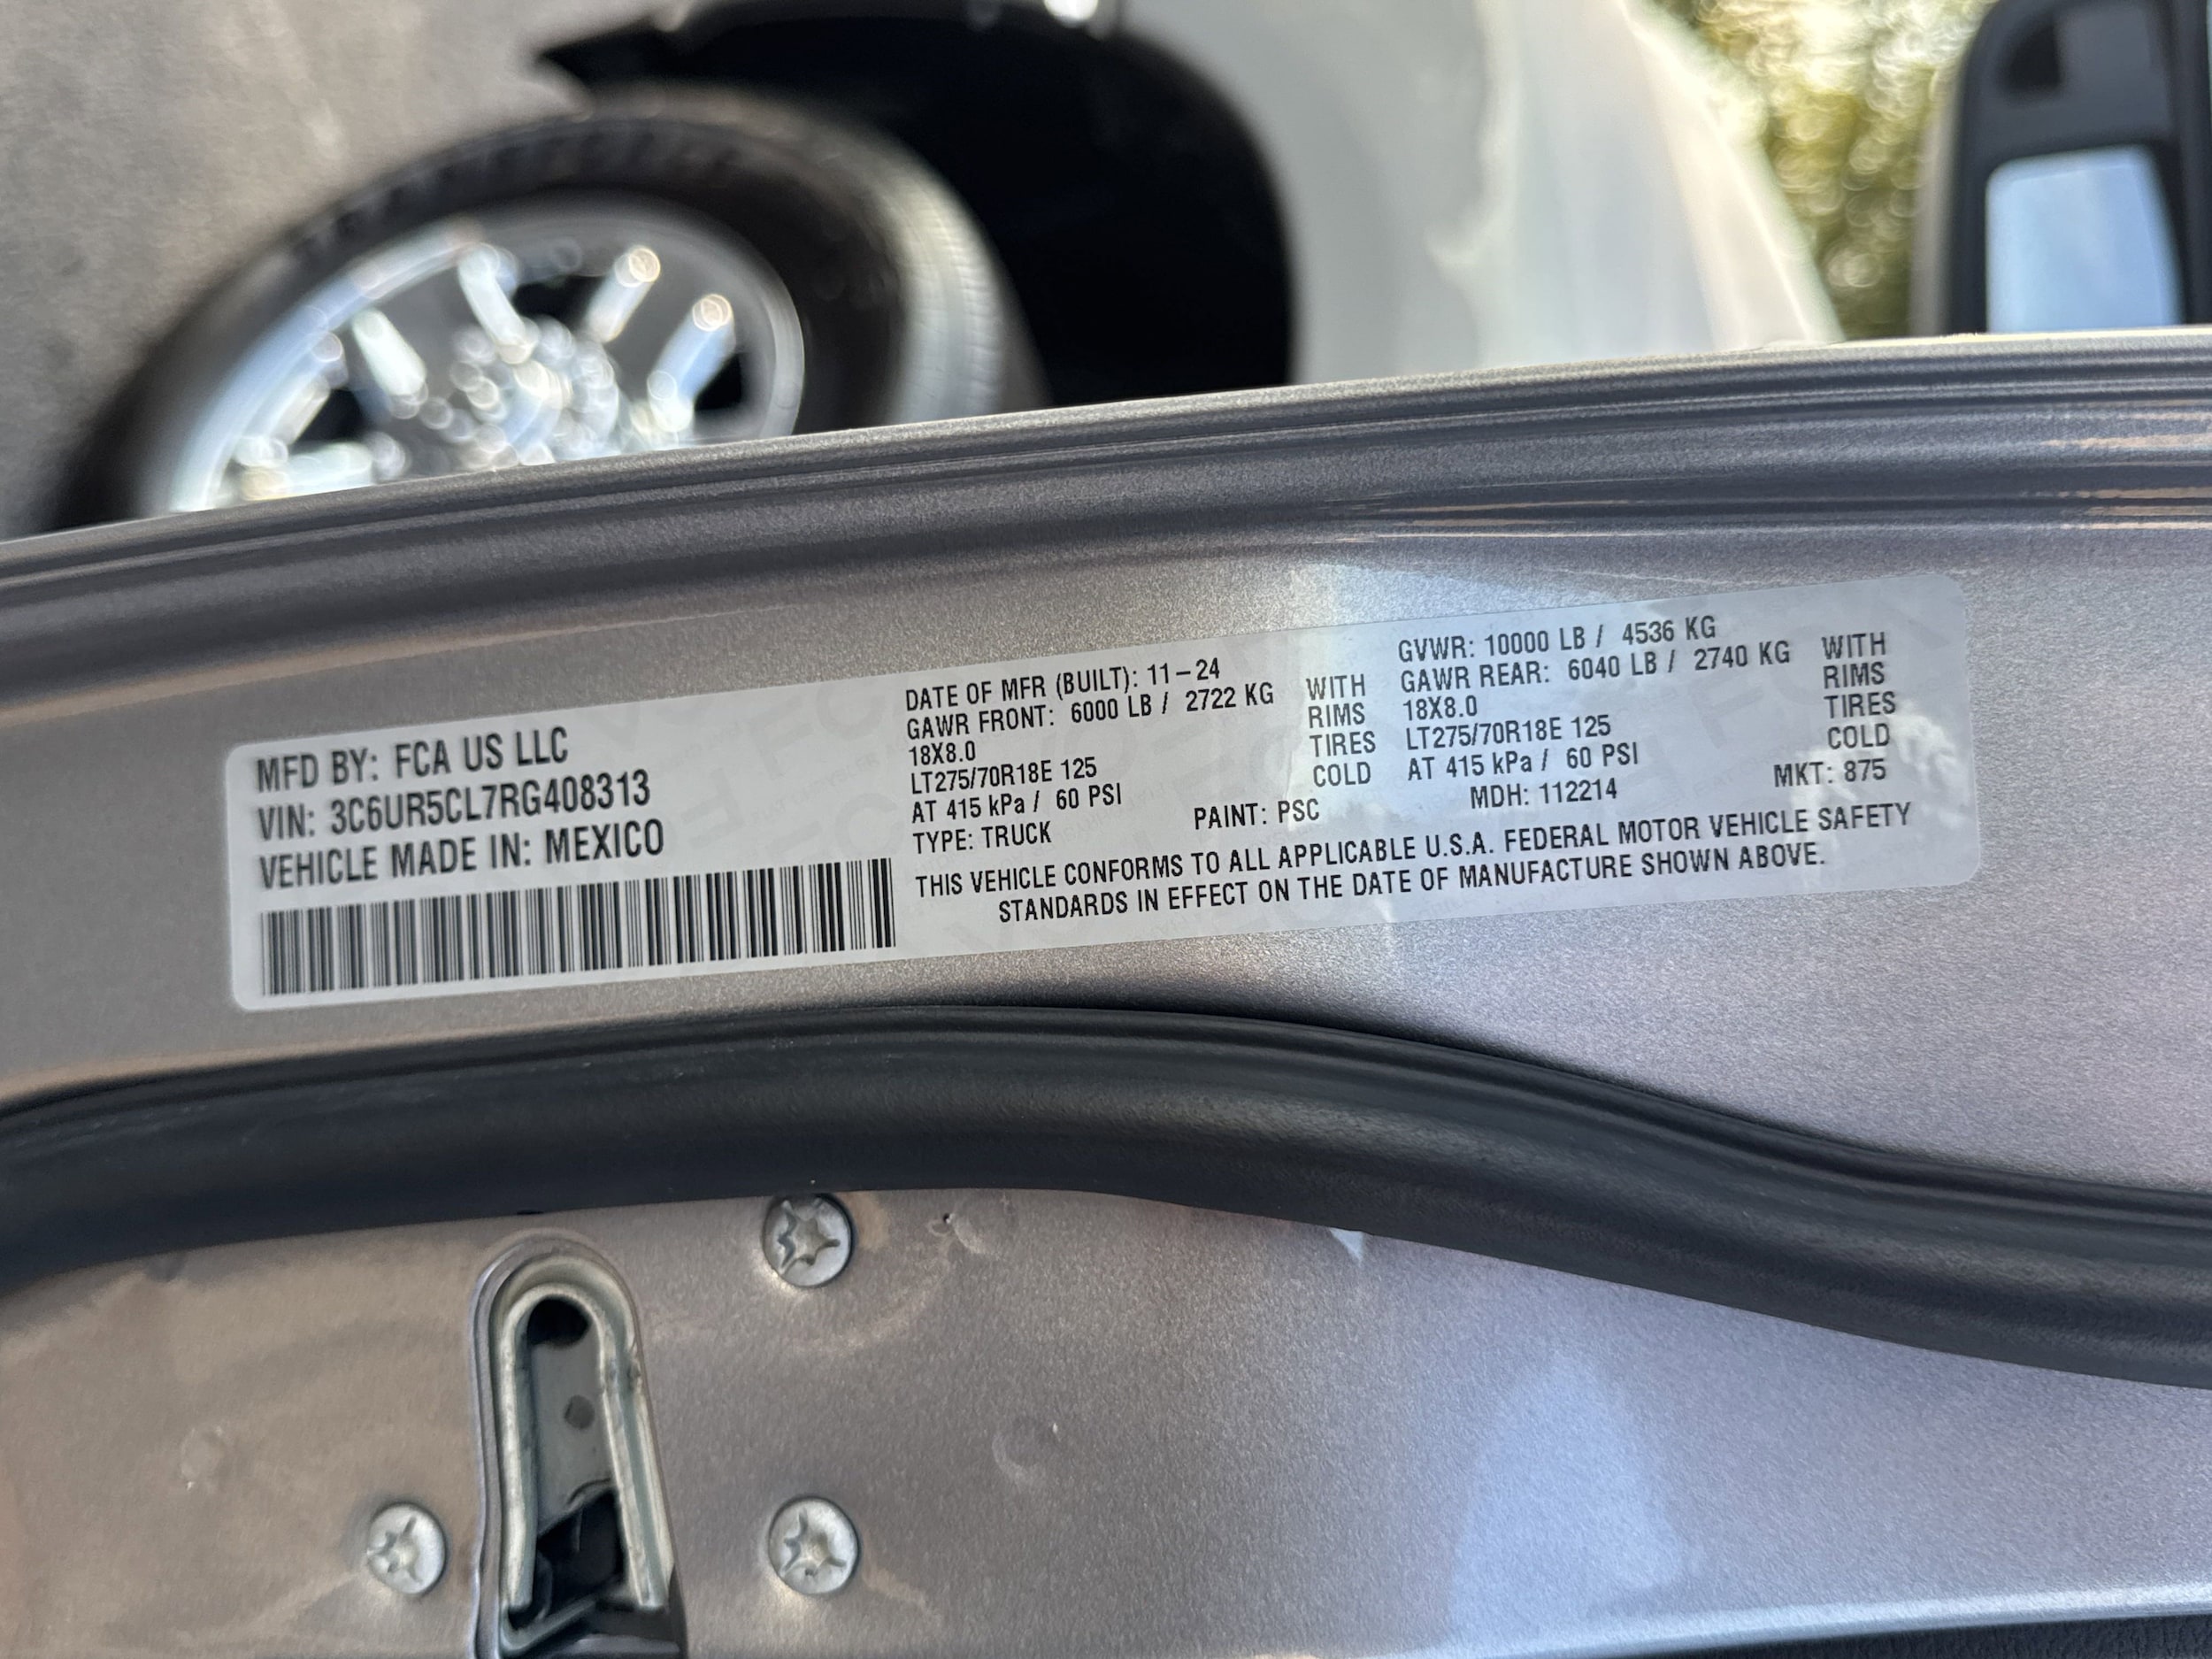 MFD BY: FCA US LLC
VIN: 3C6UR5CL7RG408313
VEHICLE MADE IN: MEXICO
DATE OF MFR (BUILT): 11-24
GVWR: 10000 LB / 4536 KG
GAWR FRONT: 6000 LB / 2722 KG WITH
18X8.0 RIMS
LT275/70R18E 125 TIRES
AT 415 kPa / 60 PSI COLD
GAWR REAR: 6040 LB / 2740 KG WITH
18X8.0 RIMS
LT275/70R18E 125 TIRES
AT 415 kPa / 60 PSI COLD
TYPE: TRUCK PAINT: PSC MDH: 112214 MKT: 875
THIS VEHICLE CONFORMS TO ALL APPLICABLE U.S.A. FEDERAL MOTOR VEHICLE SAFETY
STANDARDS IN EFFECT ON THE DATE OF MANUFACTURE SHOWN ABOVE.